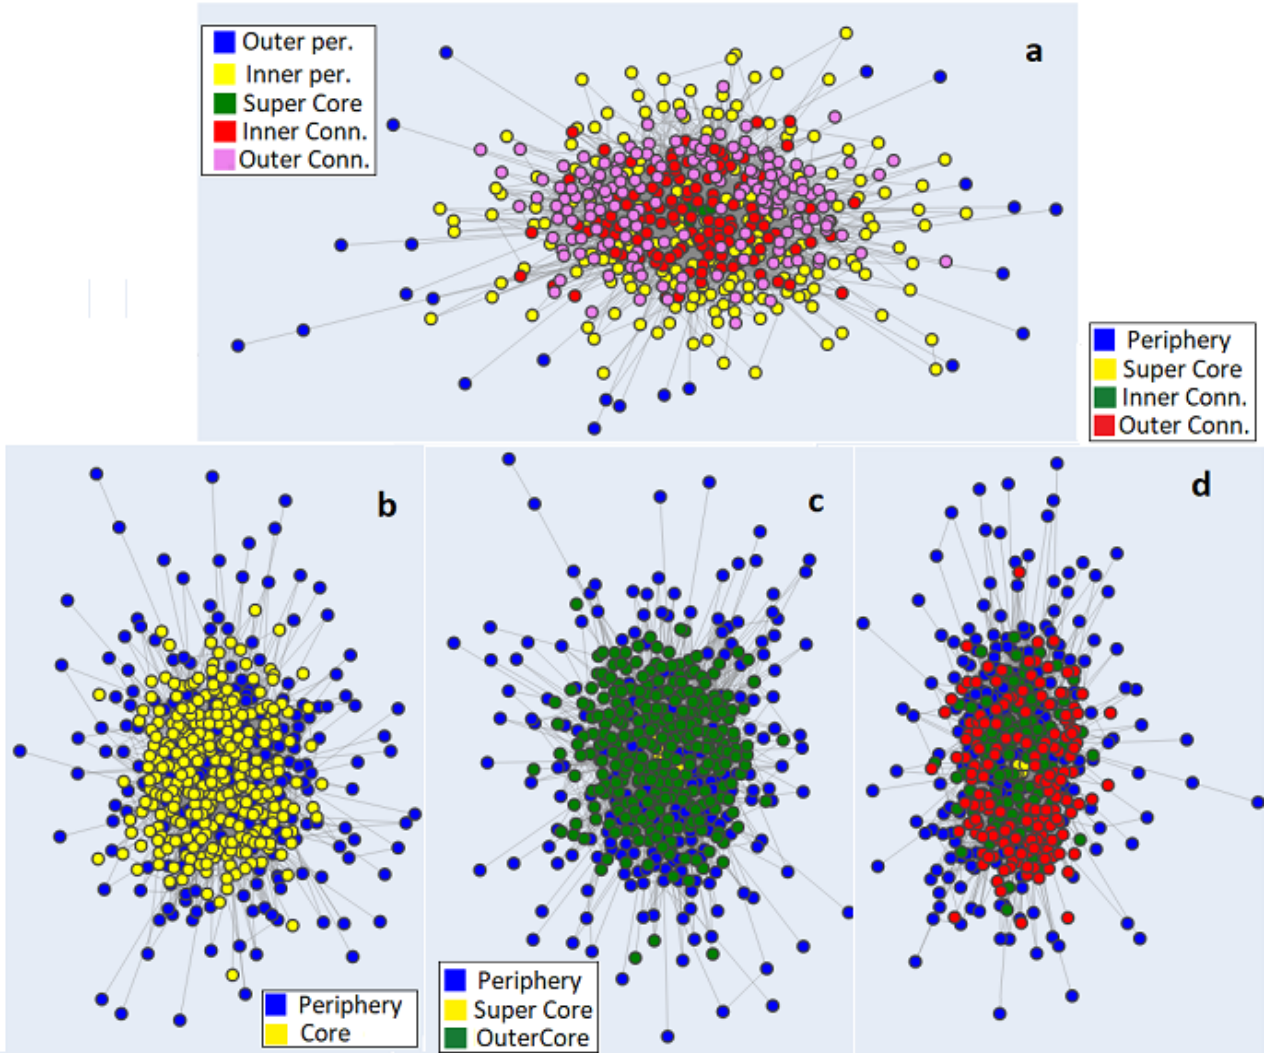 Outer per.
Inner per.
Super Core
Inner Conn.
Outer Conn.
a
Periphery
Super Core
Inner Conn.
Outer Conn.
b
c
d
Periphery
Core
Periphery
Super Core
OuterCore